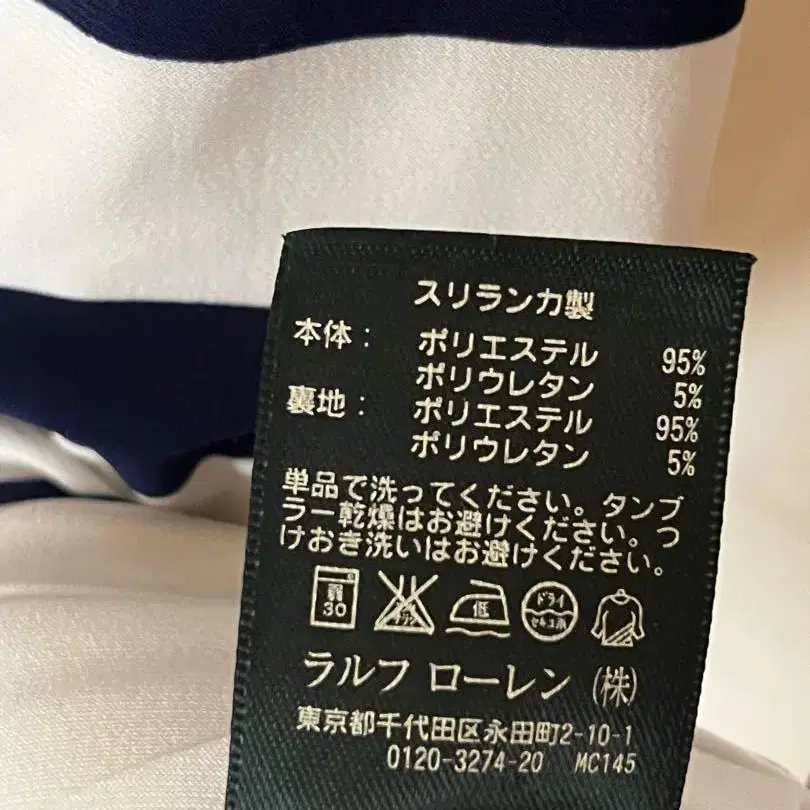 スリランカ製
本体: ポリエステル 95%
ポリウレタン 5%
裏地: ポリエステル 95%
ポリウレタン 5%
単品で洗ってください。タンブ
ラー乾燥はお避けください。つ
けおき洗いはお避けください。
弱 30 低 ドライ セキユ系
ラルフ ローレン (株)
東京都千代田区永田町2-10-1
0120-3274-20 MC145